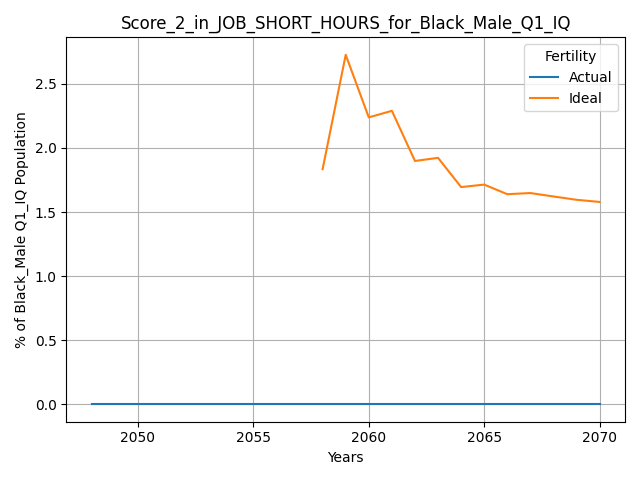 Score_2_in_JOB_SHORT_HOURS_for_Black_Male_Q1_IQ
Fertility
Actual
Ideal
% of Black_Male Q1_IQ Population
2.5
2.0
1.5
1.0
0.5
0.0
2050 2055 2060 2065 2070
Years